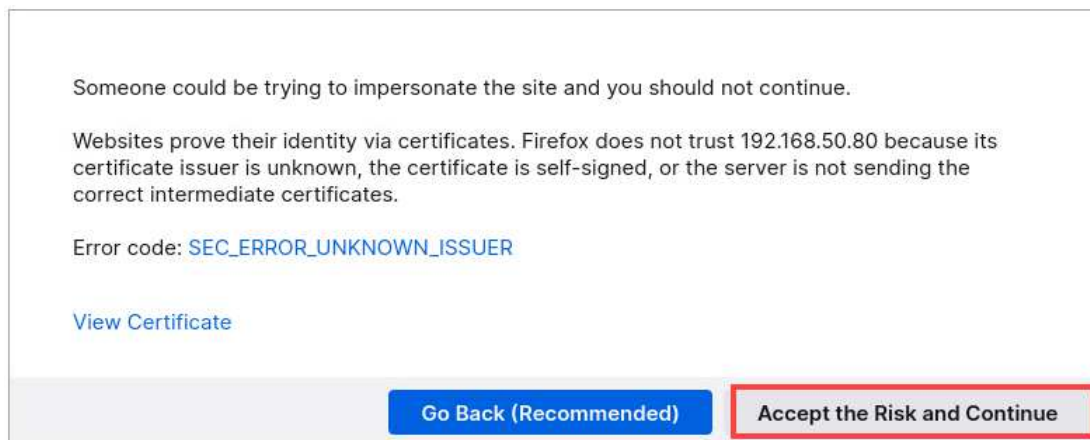 Someone could be trying to impersonate the site and you should not continue.
Websites prove their identity via certificates. Firefox does not trust 192.168.50.80 because its
certificate issuer is unknown, the certificate is self-signed, or the server is not sending the
correct intermediate certificates.
Error code: SEC_ERROR_UNKNOWN_ISSUER
View Certificate
Go Back (Recommended)
Accept the Risk and Continue